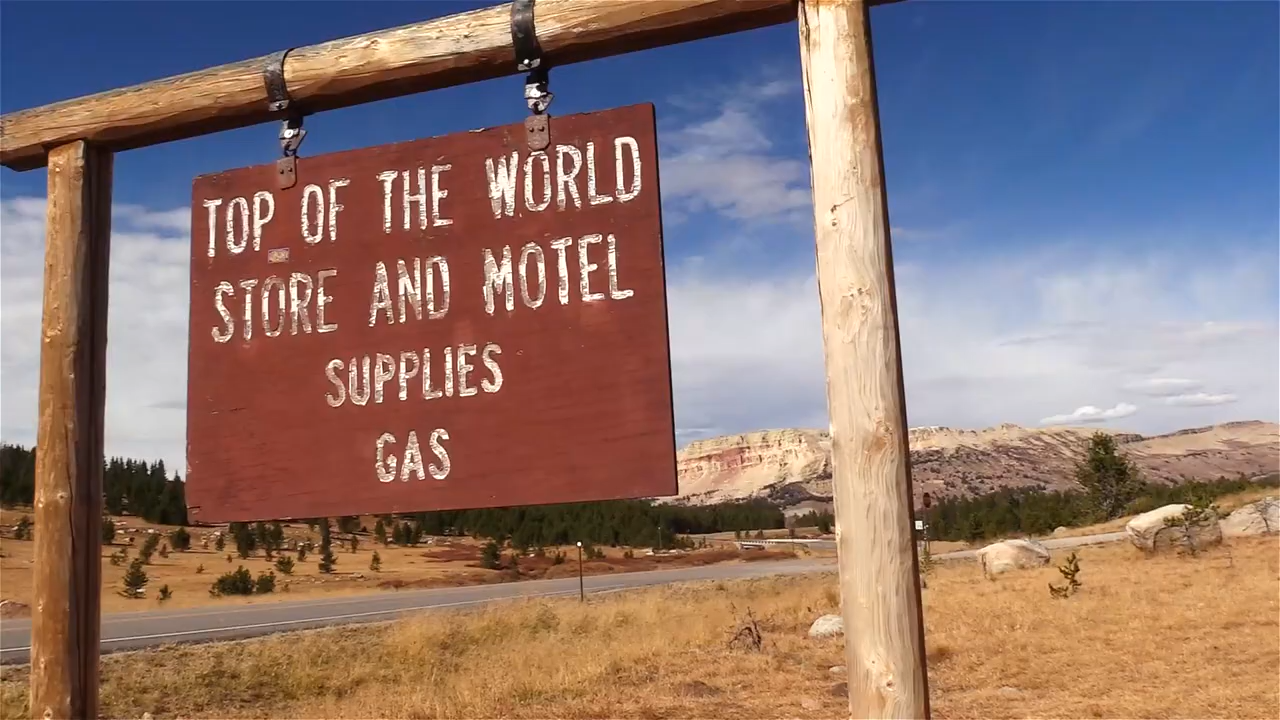 TOP OF THE WORLD
STORE AND MOTEL
SUPPLIES
GAS